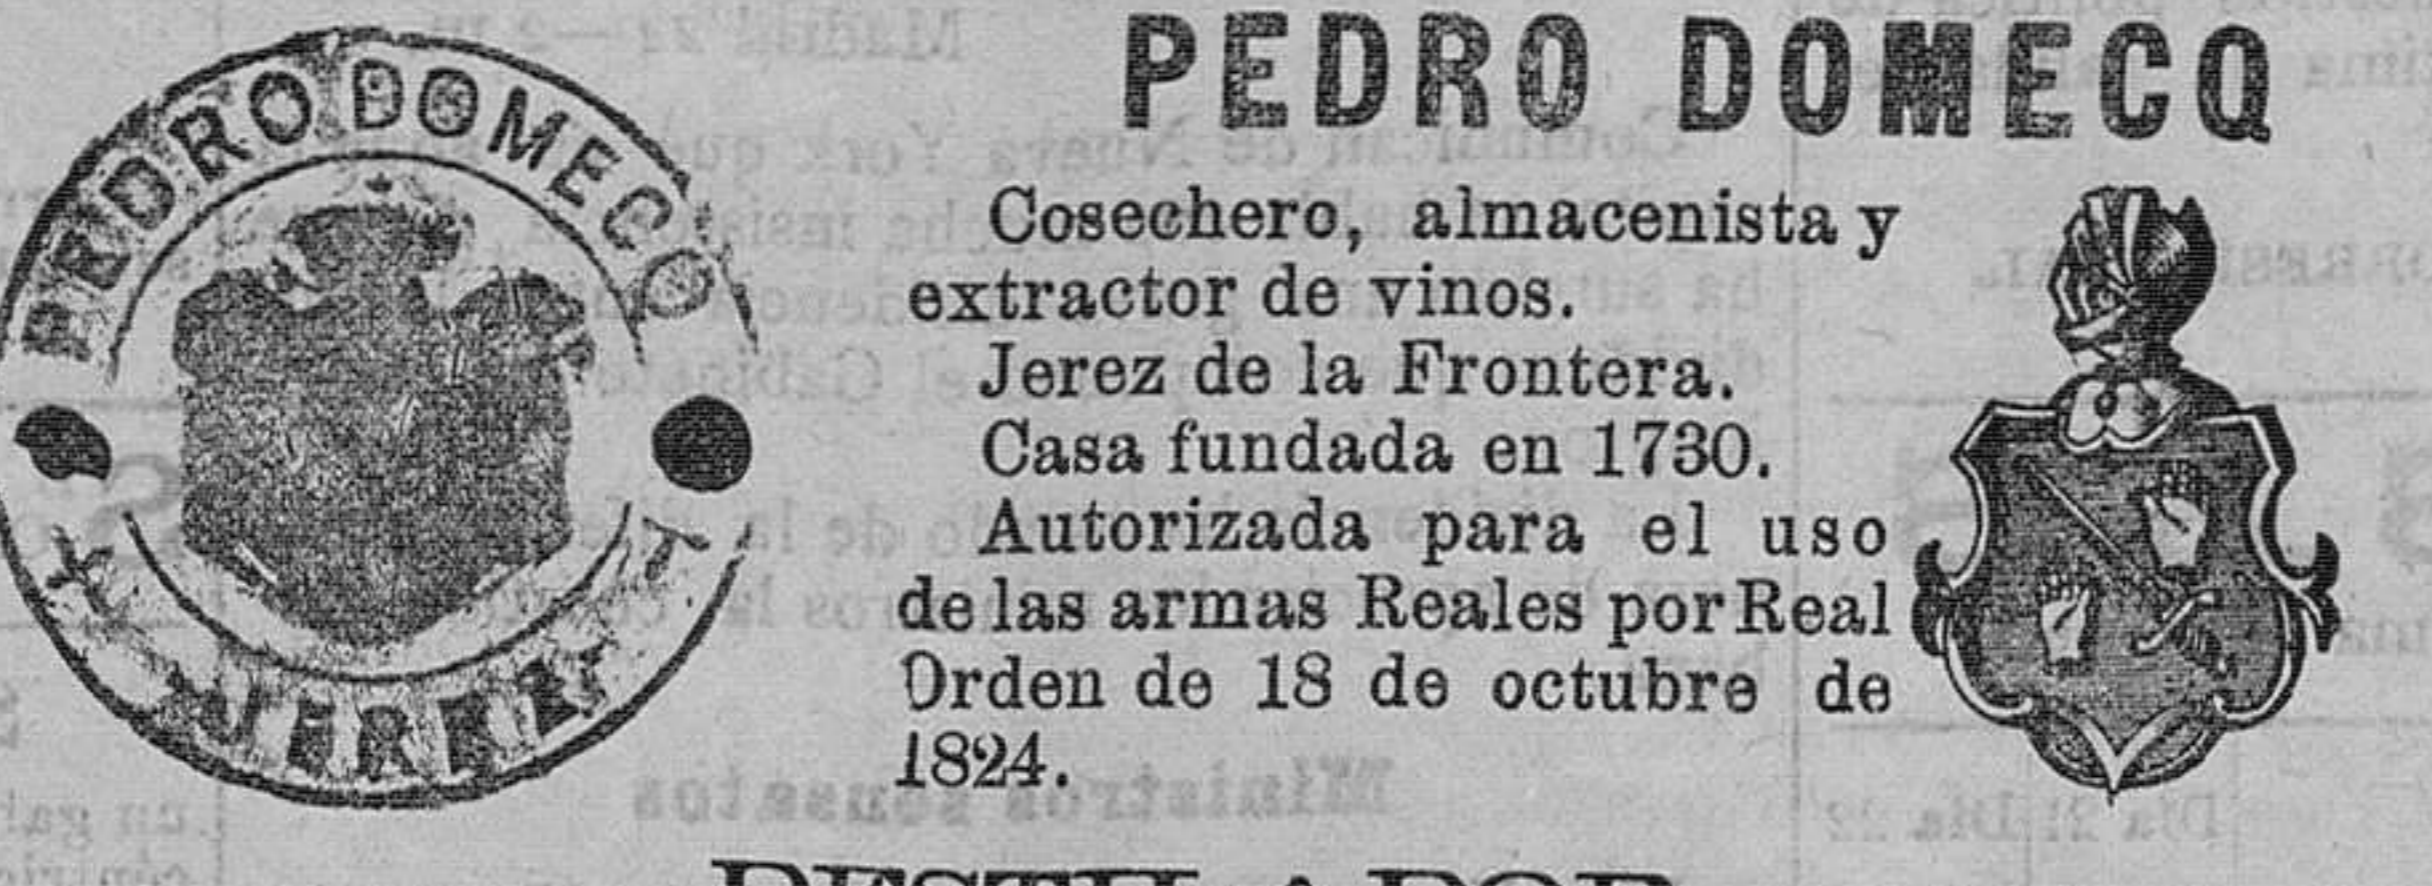 PEDRO DOMECQ
PEDRO DOMECQ
JEREZ
Cosechero, almacenista y
extractor de vinos.
Jerez de la Frontera.
Casa fundada en 1730.
Autorizada para el uso
de las armas Reales por Real
Orden de 18 de octubre de
1824.